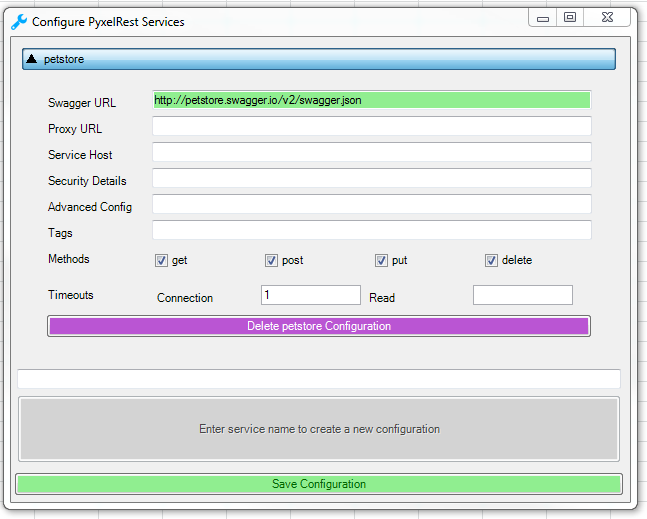 Configure PyxelRest Services
petstore
Swagger URL http://petstore.swagger.io/v2/swagger.json
Proxy URL
Service Host
Security Details
Advanced Config
Tags
Methods get post put delete
Timeouts Connection 1 Read
Delete petstore Configuration
Enter service name to create a new configuration
Save Configuration